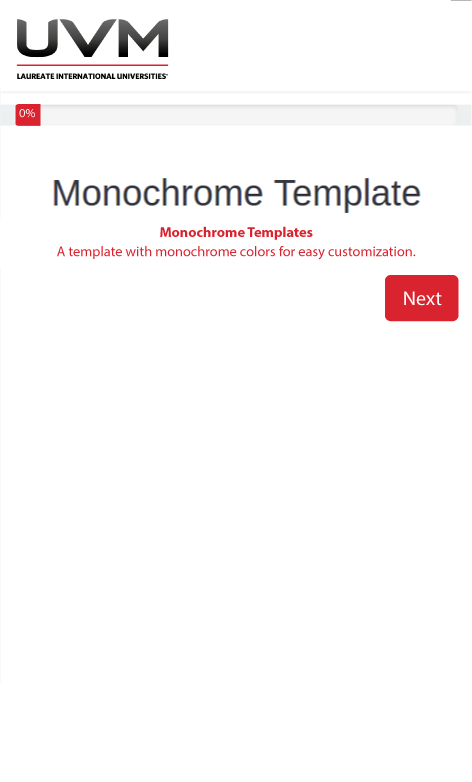 UVM
LAUREATE INTERNATIONAL UNIVERSITIES®
0%
Monochrome Template
Monochrome Templates
A template with monochrome colors for easy customization.
Next